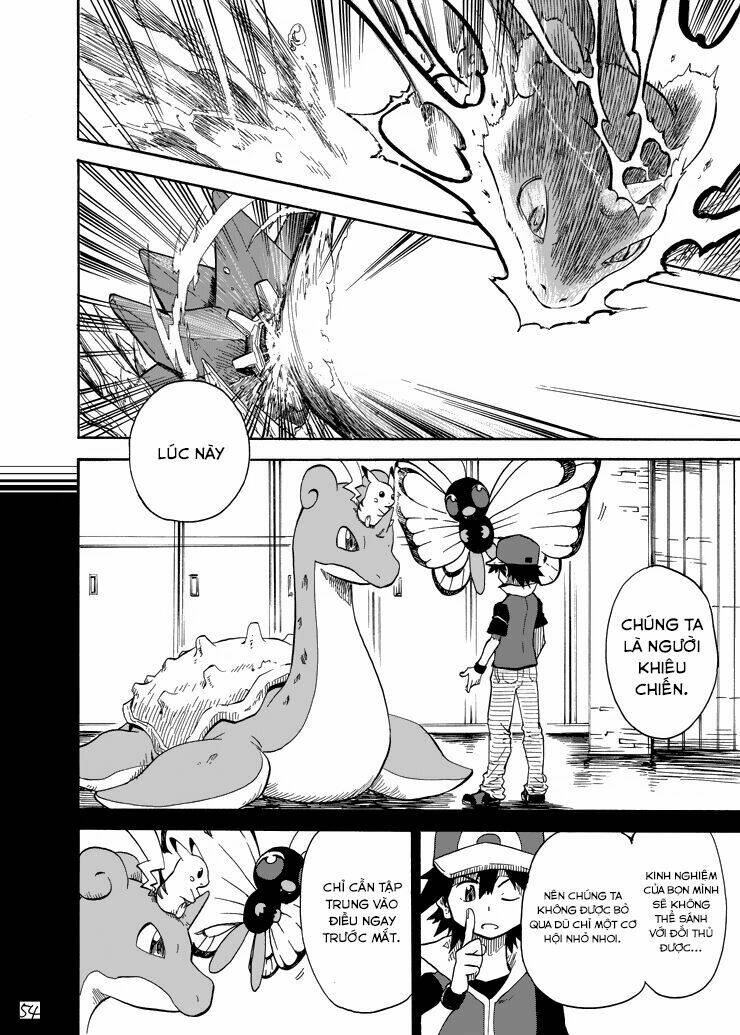 LÚC NÀY
CHÚNG TA
LÀ NGƯỜI
KHIÊU
CHIẾN.
KINH NGHIỆM
CỦA BON MÌNH
SẼ KHÔNG
THỂ SÁNH
VỚI ĐỐI THỦ
ĐƯỢC...
NÊN CHÚNG TA
KHÔNG ĐƯỢC BỎ
QUA DÙ CHỈ MỘT CƠ
HỘI NHỎ NHOI.
CHỈ CẦN TẬP
TRUNG VÀO
ĐIỀU NGAY
TRƯỚC MẮT.
54